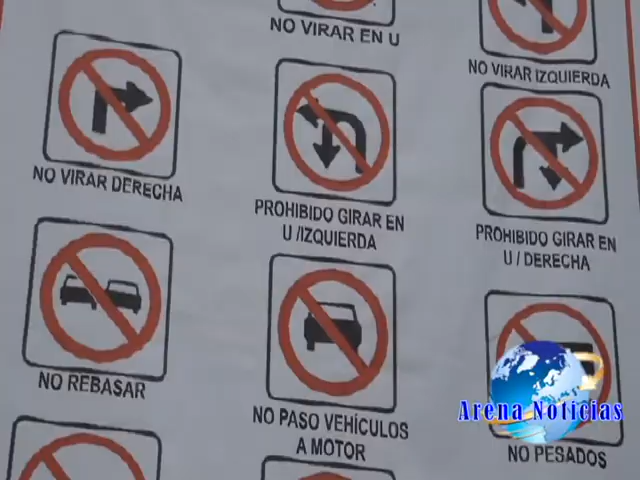 NO VIRAR EN U
NO VIRAR IZQUIERDA
NO VIRAR DERECHA
PROHIBIDO GIRAR EN
U /IZQUIERDA
PROHIBIDO GIRAR EN
U / DERECHA
NO REBASAR
NO PASO VEHÍCULOS
A MOTOR
NO PESADOS
Arena Noticias